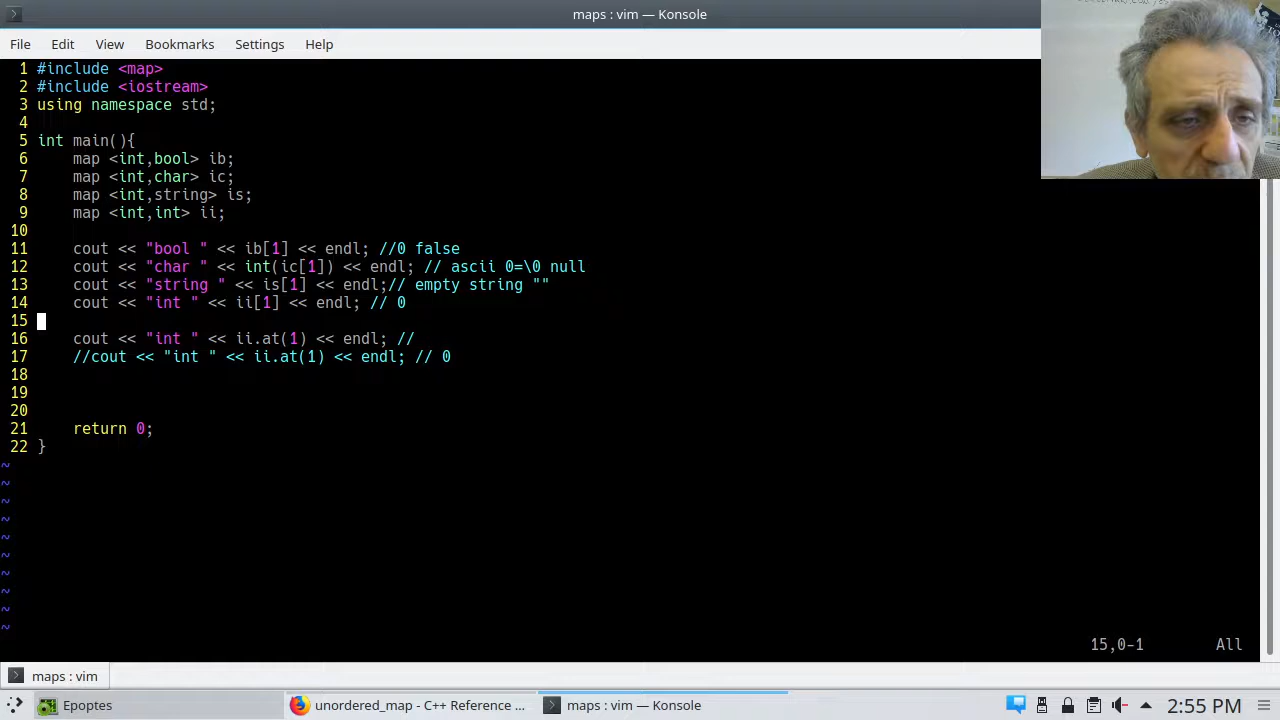 maps : vim — Konsole
File Edit View Bookmarks Settings Help
1 #include <map>
2 #include <iostream>
3 using namespace std;
4
5 int main(){
6     map <int,bool> ib;
7     map <int,char> ic;
8     map <int,string> is;
9     map <int,int> ii;
10
11     cout << "bool " << ib[1] << endl; //0 false
12     cout << "char " << int(ic[1]) << endl; // ascii 0=\0 null
13     cout << "string " << is[1] << endl;// empty string ""
14     cout << "int " << ii[1] << endl; // 0
15
16     cout << "int " << ii.at(1) << endl; //
17     //cout << "int " << ii.at(1) << endl; // 0
18
19
20
21     return 0;
22 }
~
~
~
~
~
~
~
~
~
~
15,0-1 All
maps : vim
Epoptes unordered_map - C++ Reference ... maps : vim — Konsole 2:55 PM